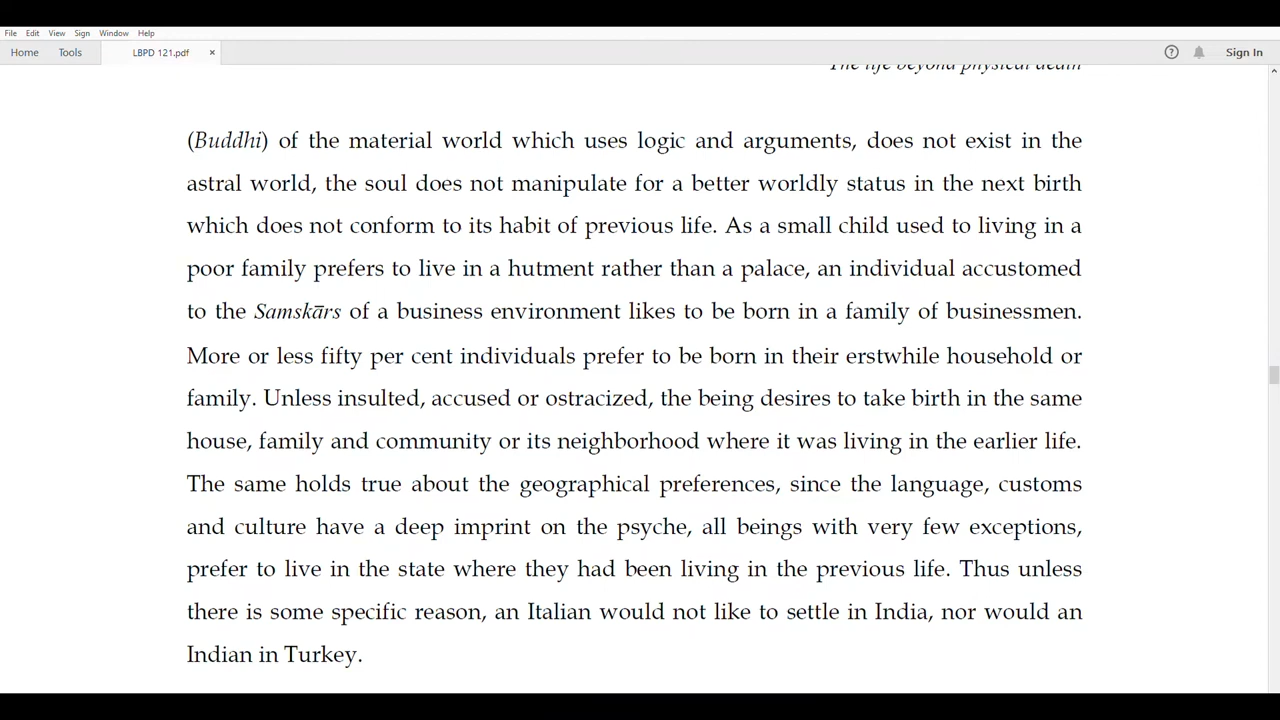 File Edit View Sign Window Help
Home Tools LBPD 121.pdf × ? Sign In
The life beyond physical death
(Buddhi) of the material world which uses logic and arguments, does not exist in the
astral world, the soul does not manipulate for a better worldly status in the next birth
which does not conform to its habit of previous life. As a small child used to living in a
poor family prefers to live in a hutment rather than a palace, an individual accustomed
to the Samskārs of a business environment likes to be born in a family of businessmen.
More or less fifty per cent individuals prefer to be born in their erstwhile household or
family. Unless insulted, accused or ostracized, the being desires to take birth in the same
house, family and community or its neighborhood where it was living in the earlier life.
The same holds true about the geographical preferences, since the language, customs
and culture have a deep imprint on the psyche, all beings with very few exceptions,
prefer to live in the state where they had been living in the previous life. Thus unless
there is some specific reason, an Italian would not like to settle in India, nor would an
Indian in Turkey.